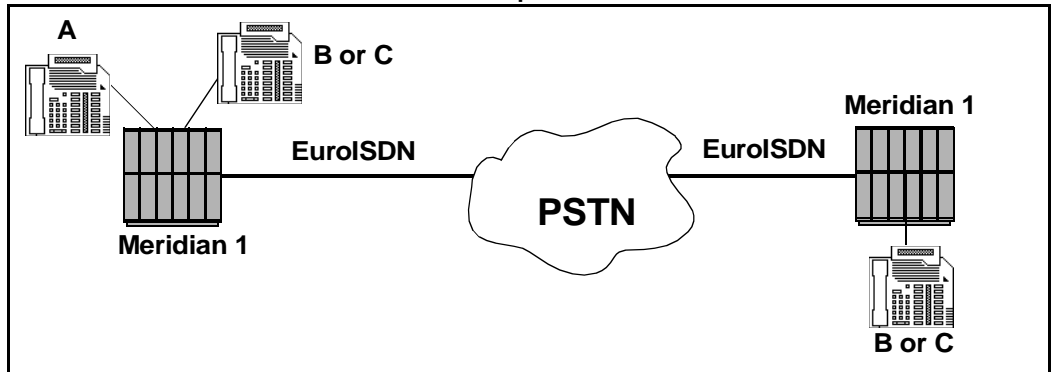 A
B or C
Meridian 1
EuroISDN
EuroISDN
PSTN
Meridian 1
B or C